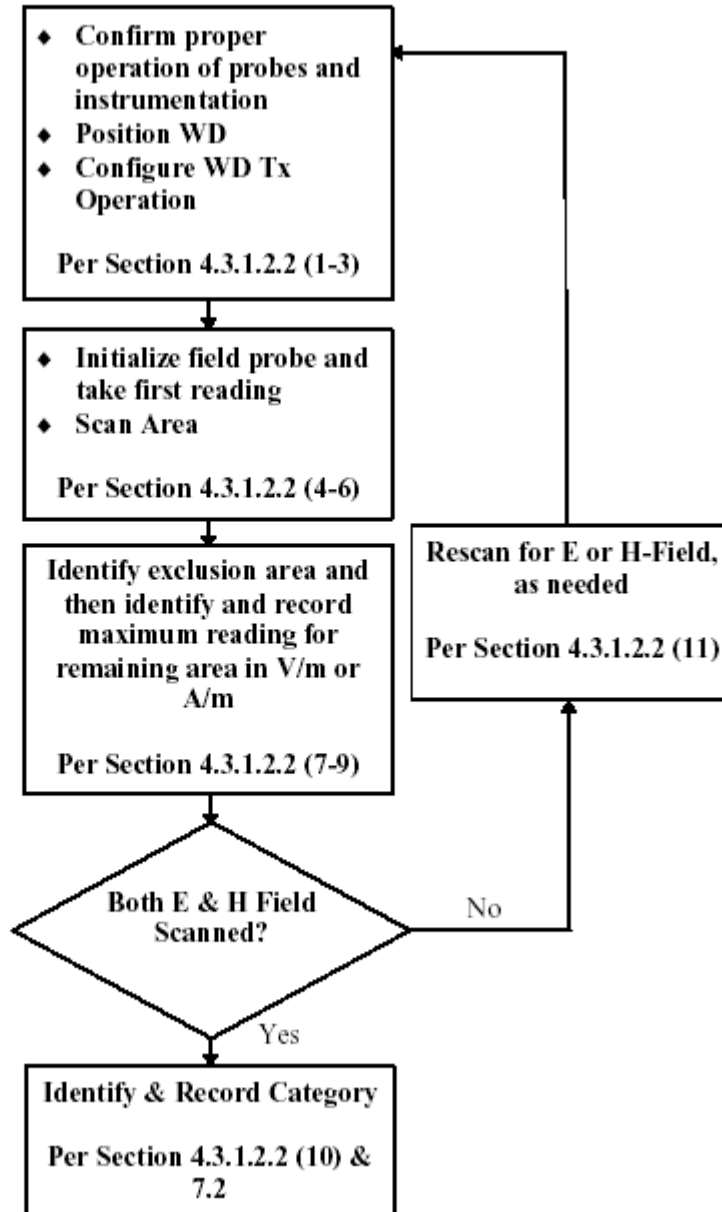 ♦ Confirm proper
operation of probes and
instrumentation
♦ Position WD
♦ Configure WD Tx
Operation
Per Section 4.3.1.2.2 (1-3)
♦ Initialize field probe and
take first reading
♦ Scan Area
Per Section 4.3.1.2.2 (4-6)
Identify exclusion area and
then identify and record
maximum reading for
remaining area in V/m or
A/m
Per Section 4.3.1.2.2 (7-9)
Rescan for E or H-Field,
as needed
Per Section 4.3.1.2.2 (11)
Both E & H Field
Scanned?
No
Yes
Identify & Record Category
Per Section 4.3.1.2.2 (10) &
7.2